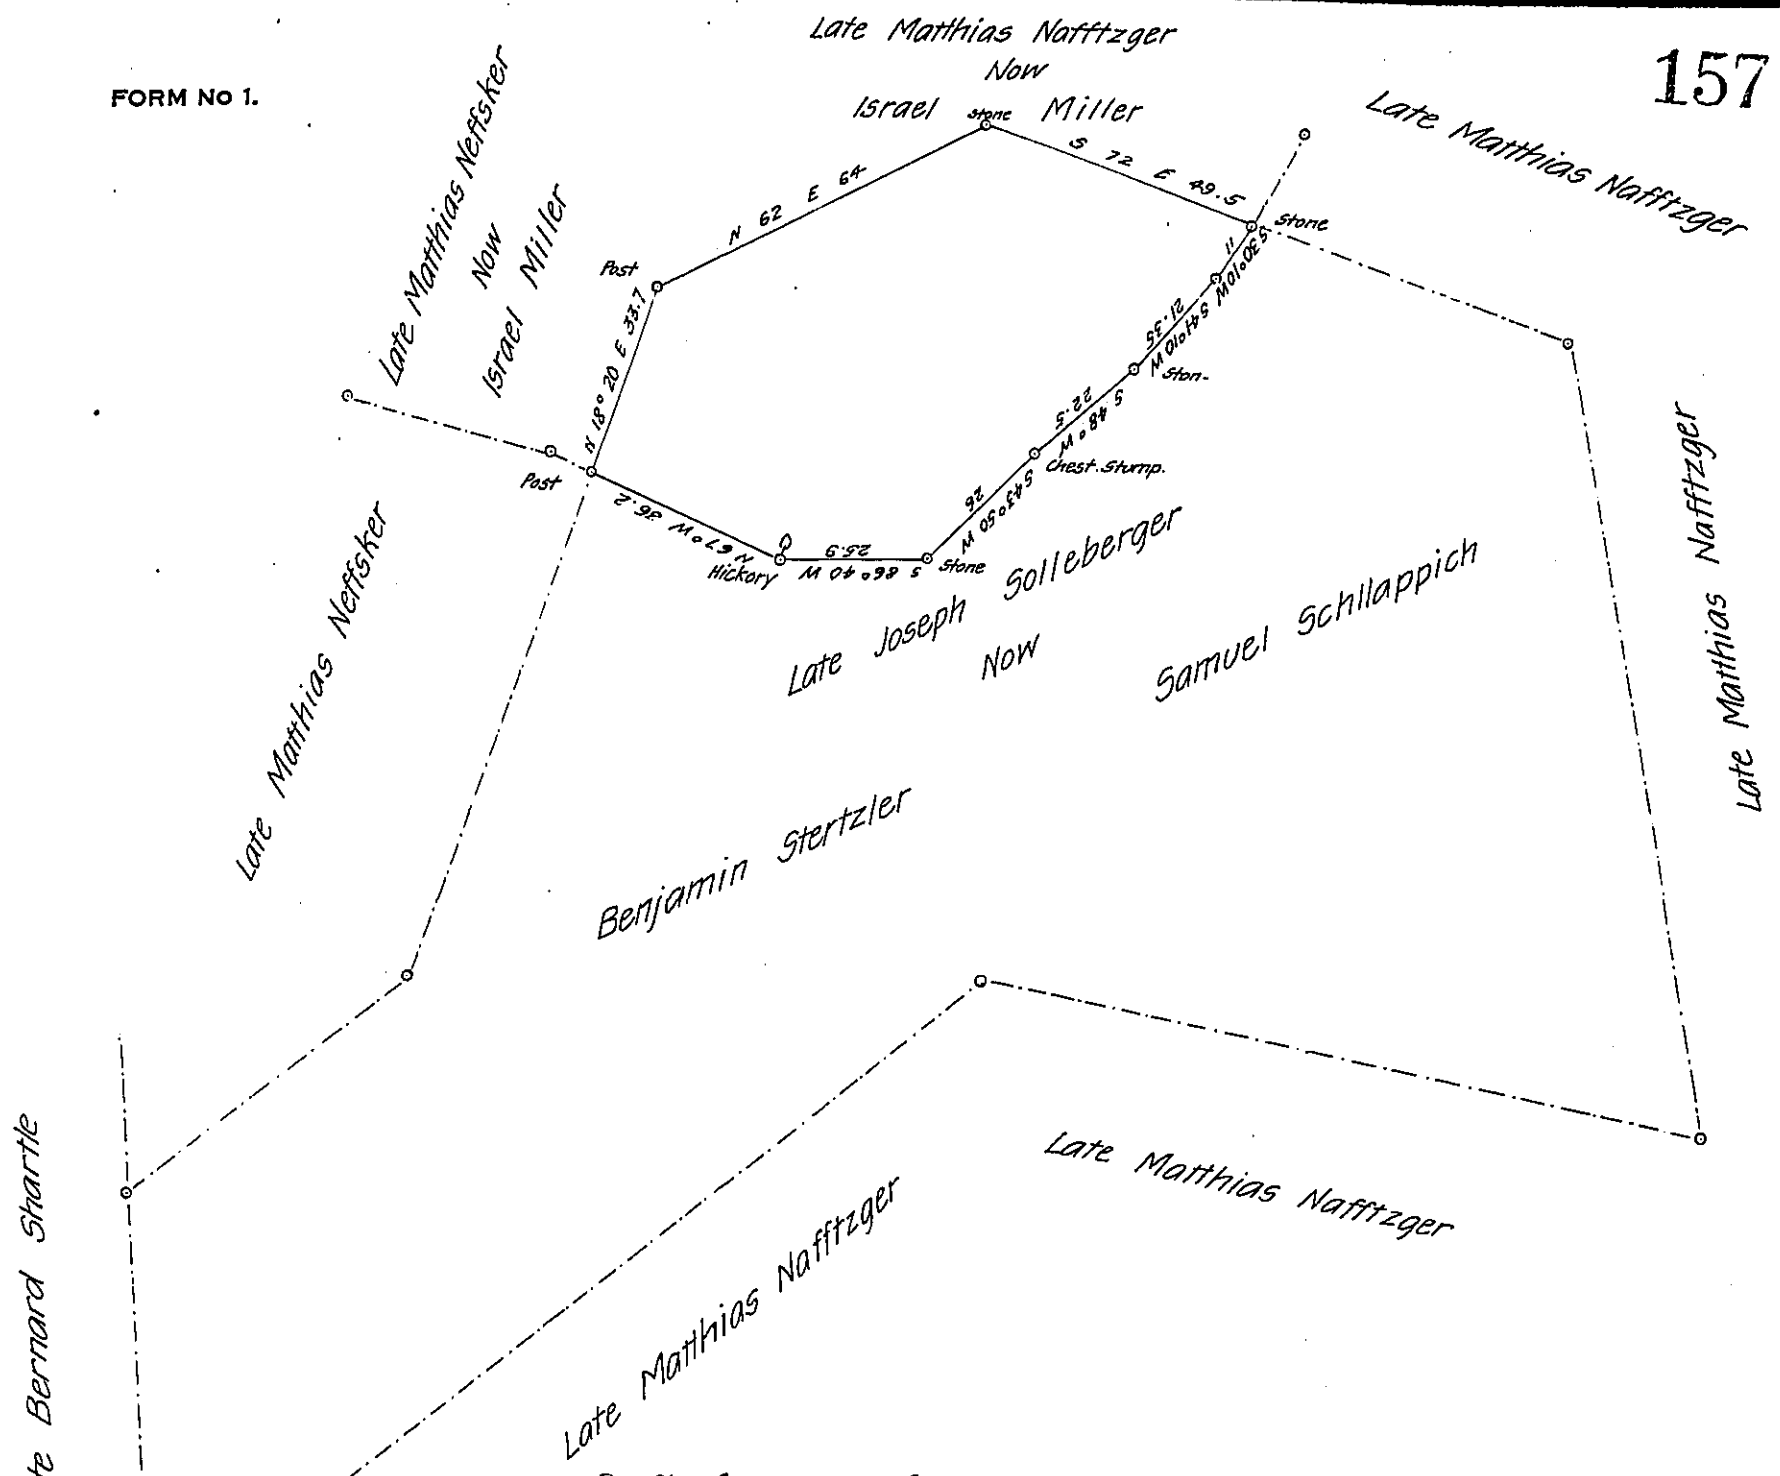 FORM No 1.
157
Late Matthias Nafftzger
Now
Israel Miller
stone
Late Matthias Nafftzger
Late Matthias Neffsker
Now
Israel Miller
S 72 E 49.5
N 62 E 64
Stone
Post
11
S 30° 10 W
N 18° 20 E 33.7
21.35
S 41° 10 W
Ston-
22.5
S 48° W
Chest. Stump.
Post
26
S 43° 50 W
N 67° W 36.2
Hickory
25.9
S 86° 40 W
Stone
Late Matthias Neffsker
Late Joseph Solleberger
Now
Samuel Schllappich
Late Matthias Nafftzger
Benjamin Stertzler
Late Matthias Nafftzger
Late Matthias Nafftzger
te Bernard Shartle